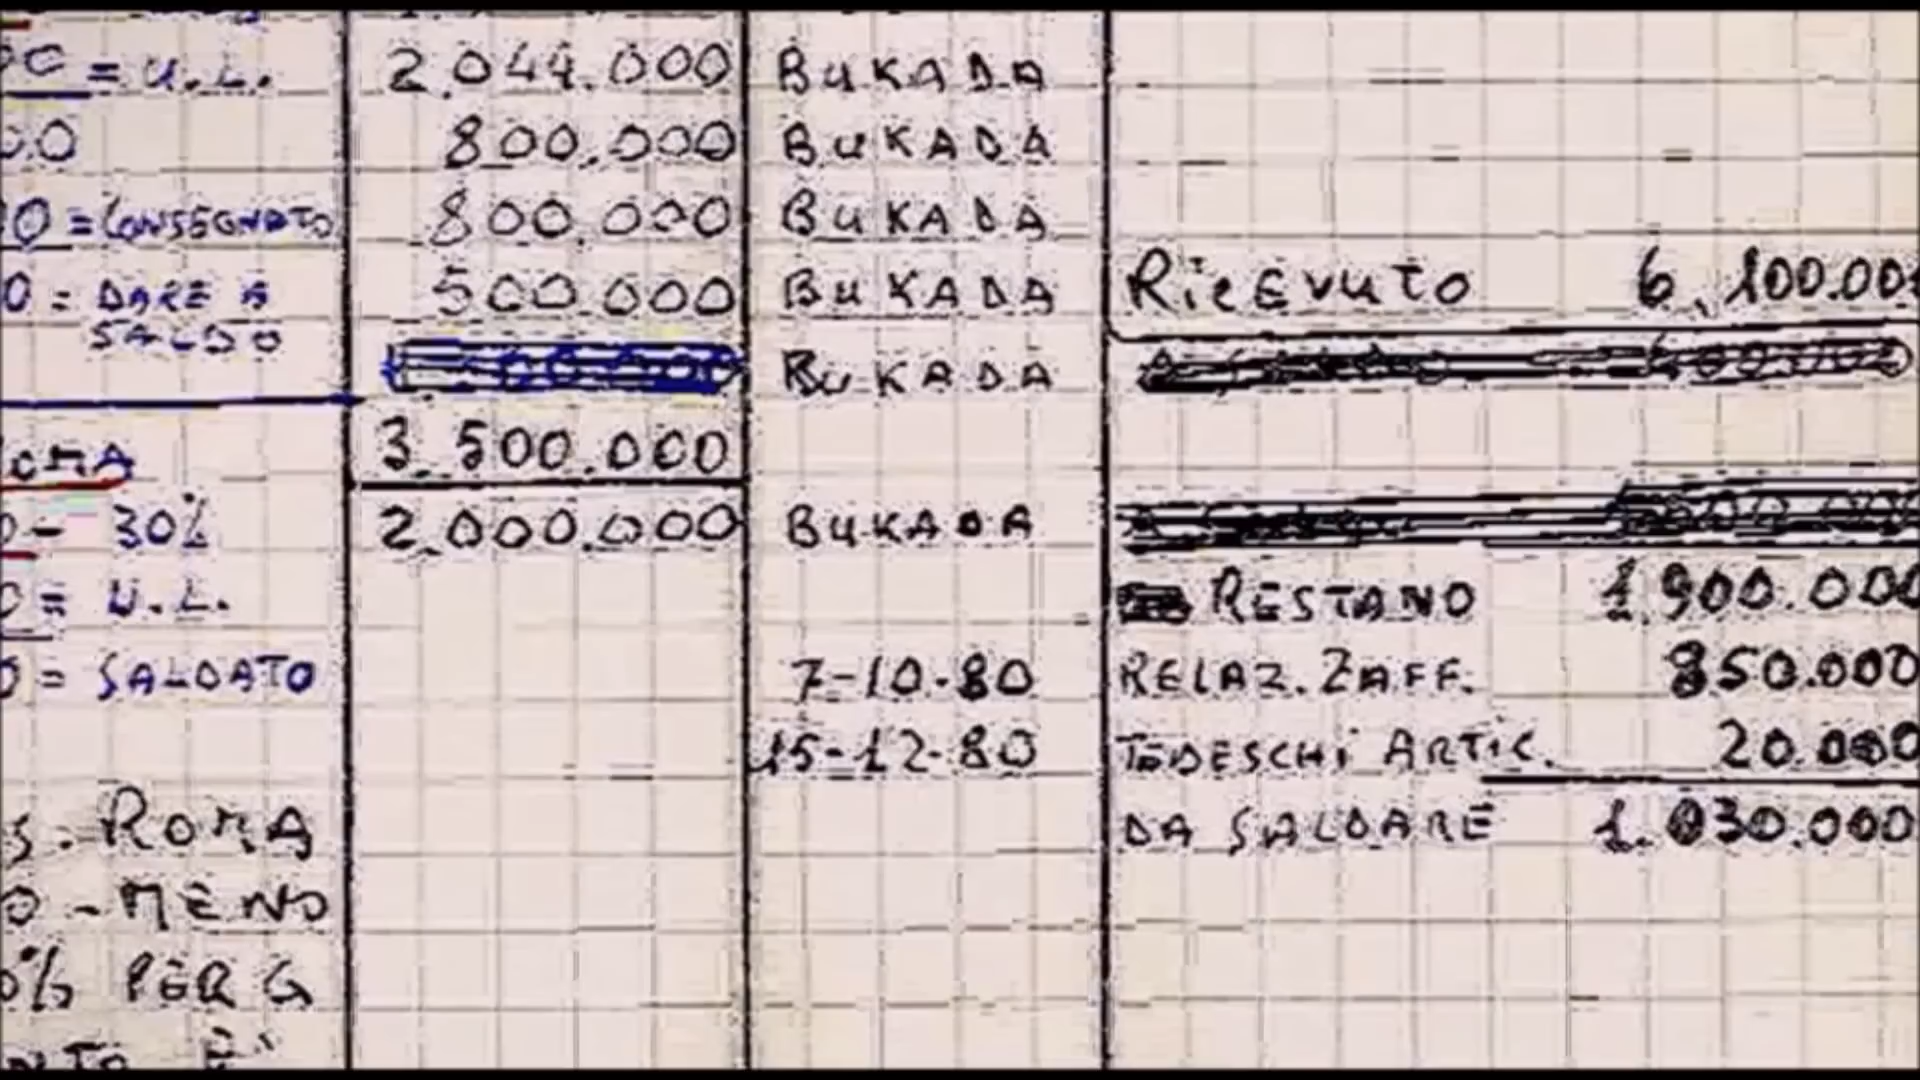 = U.L. 2.044.000 BUKADA
800.000 BUKADA
= CONSEGNATO 800.000 BUKADA
= DARE A 500.000 BUKADA RICEVUTO 6.100.000
SALDO
BUKADA
3.500.000
- 30% 2.000.000 BUKADA
= U.L. RESTANO 1.900.000
= SALDATO 7-10-80 RELAZ. ZAFF. 850.000
15-12-80 TEDESCHI ARTIC. 20.000
ROMA DA SALDARE 1.030.000
- MENO
% PER G
È